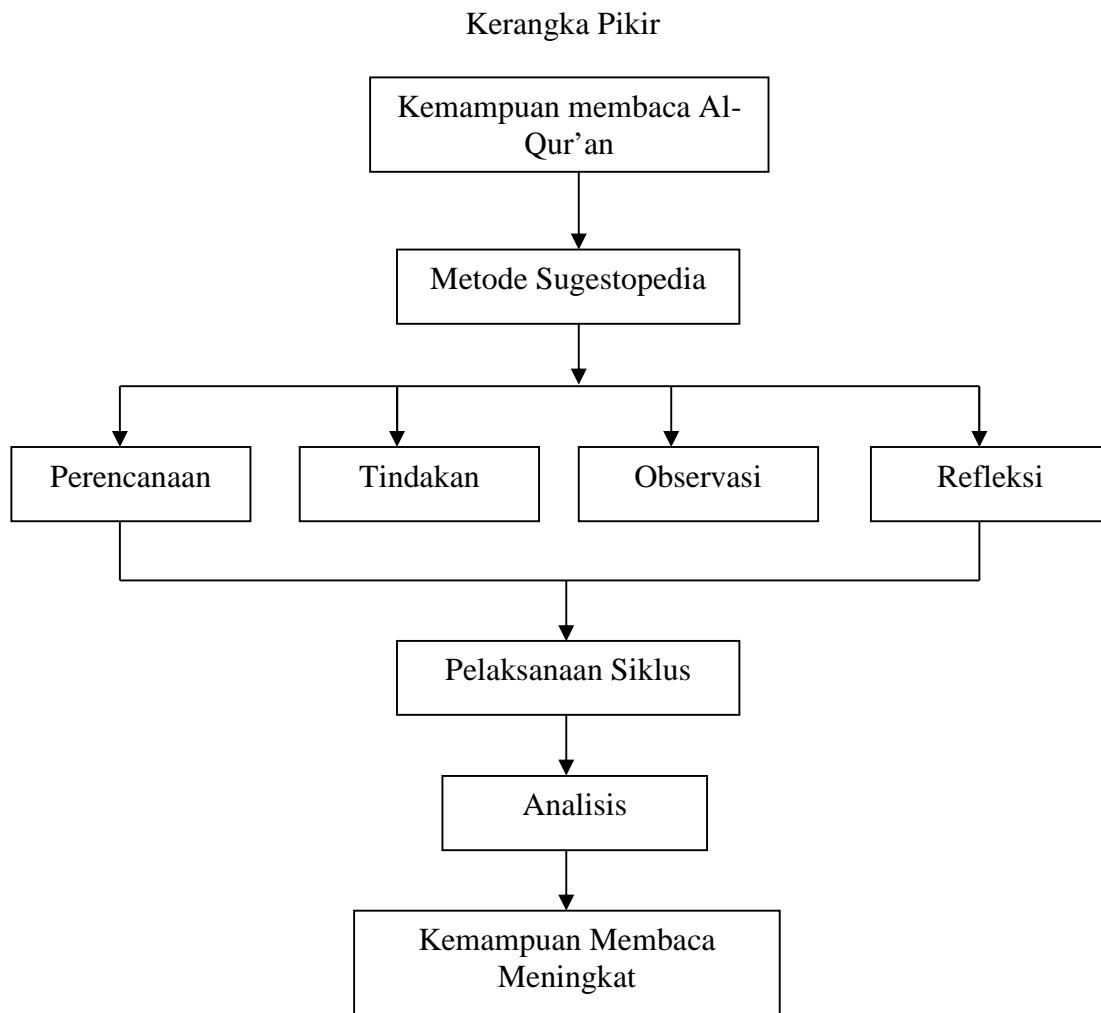 Kerangka Pikir
Kemampuan membaca Al-
Qur’an
Metode Sugestopedia
Perencanaan
Tindakan
Observasi
Refleksi
Pelaksanaan Siklus
Analisis
Kemampuan Membaca
Meningkat